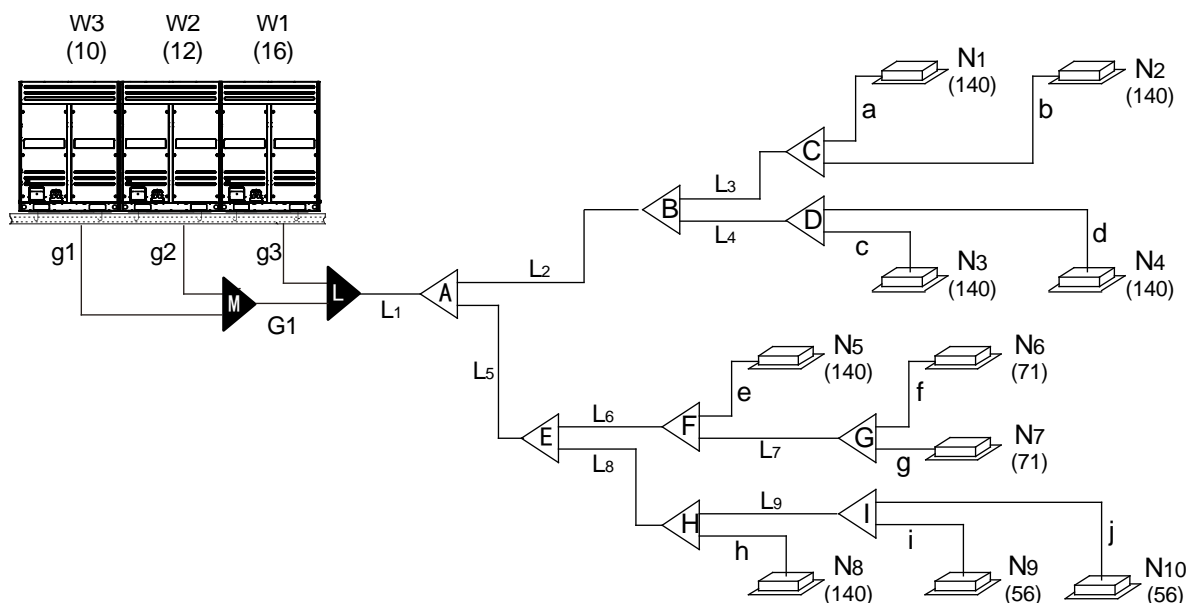 W3 W2 W1
(10) (12) (16)
N1
(140)
N2
(140)
a
b
C
L3
B
L4
D
d
c
N3
(140)
N4
(140)
g1 g2 g3
L2
M
L
A
G1
L1
L5
N5
(140)
N6
(71)
e
f
L6
F
E
L7
G
g
N7
(71)
L8
L9
H
I
h
i
j
N8
(140)
N9
(56)
N10
(56)